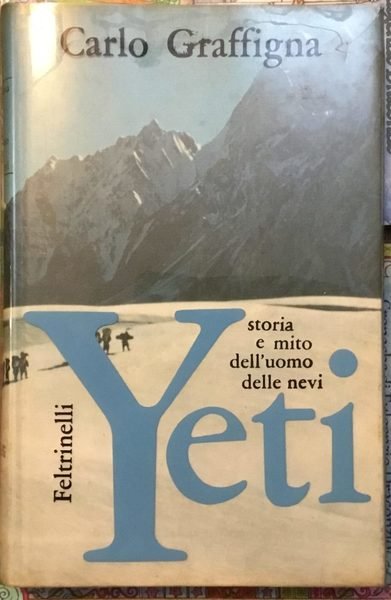 Carlo Graffigna
storia
e mito
dell'uomo
delle nevi
Yeti
Feltrinelli